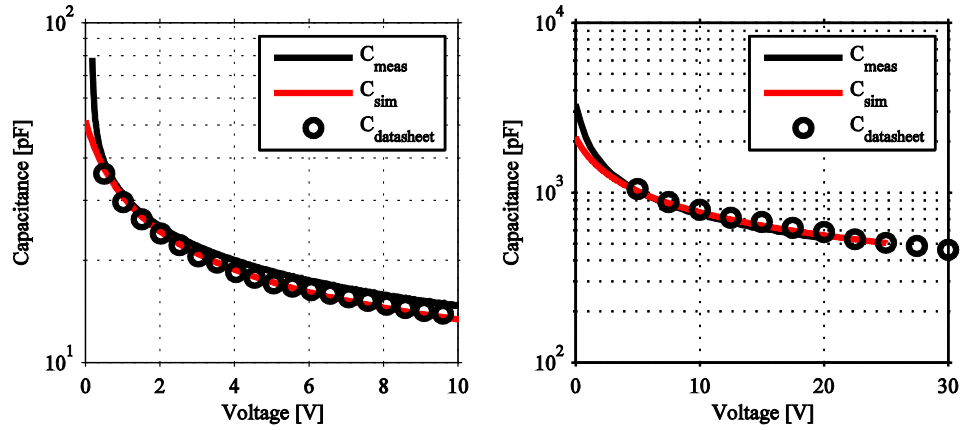 10^2
C_meas
C_sim
C_datasheet
Capacitance [pF]
10^1
0 2 4 6 8 10
Voltage [V]
10^4
C_meas
C_sim
C_datasheet
Capacitance [pF]
10^3
10^2
0 10 20 30
Voltage [V]